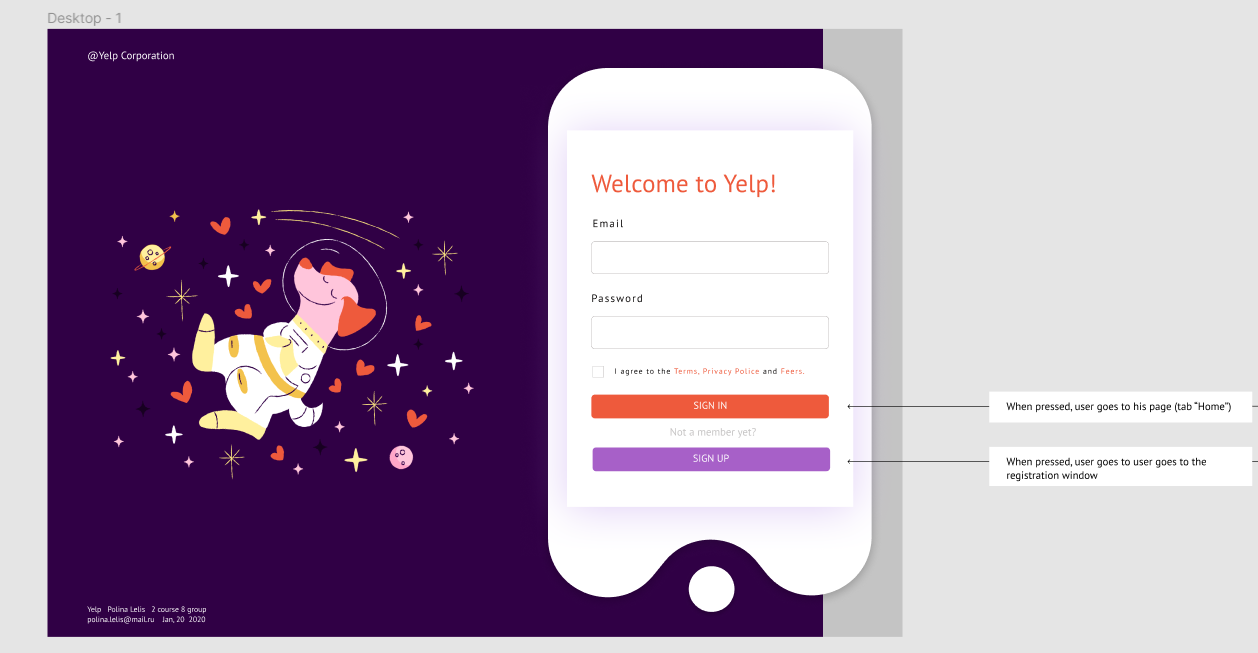 Desktop - 1
@Yelp Corporation
Welcome to Yelp!
Email
Password
I agree to the Terms, Privacy Policy and Feers.
SIGN IN
Not a member yet?
SIGN UP
When pressed, user goes to his page (tab “Home”)
When pressed, user goes to user goes to the
registration window
Yelp Polina Lelis 2 course 8 group
polina.lelis@mail.ru Jan, 20 2020